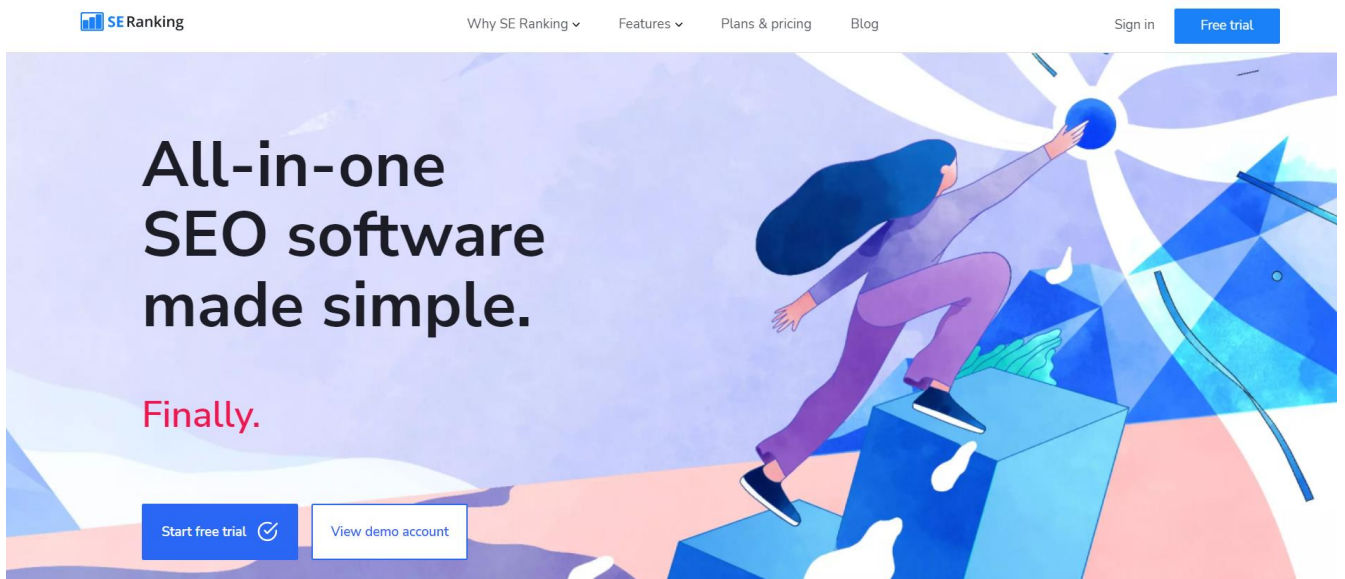 SE Ranking
Why SE Ranking
Features
Plans & pricing
Blog
Sign in
Free trial
All-in-one
SEO software
made simple.
Finally.
Start free trial
View demo account